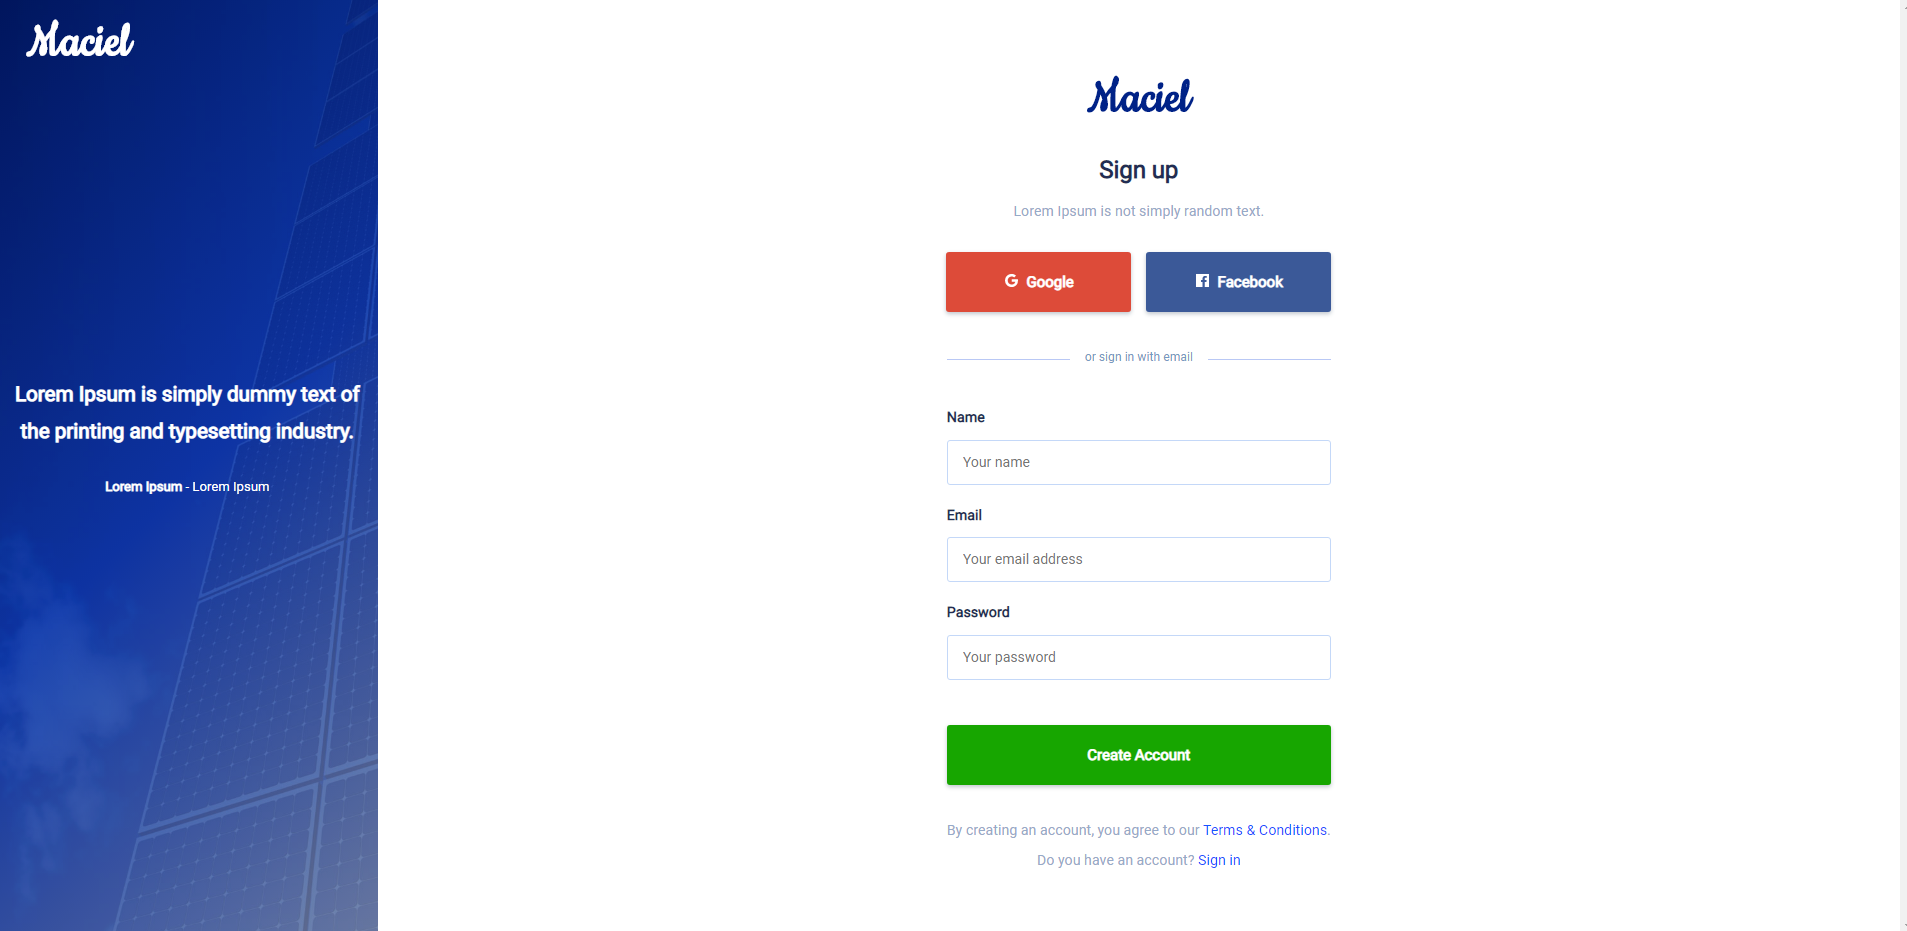 Maciel
Lorem Ipsum is simply dummy text of
the printing and typesetting industry.
Lorem Ipsum - Lorem Ipsum
Maciel
Sign up
Lorem Ipsum is not simply random text.
Google
Facebook
or sign in with email
Name
Your name
Email
Your email address
Password
Your password
Create Account
By creating an account, you agree to our Terms & Conditions.
Do you have an account? Sign in